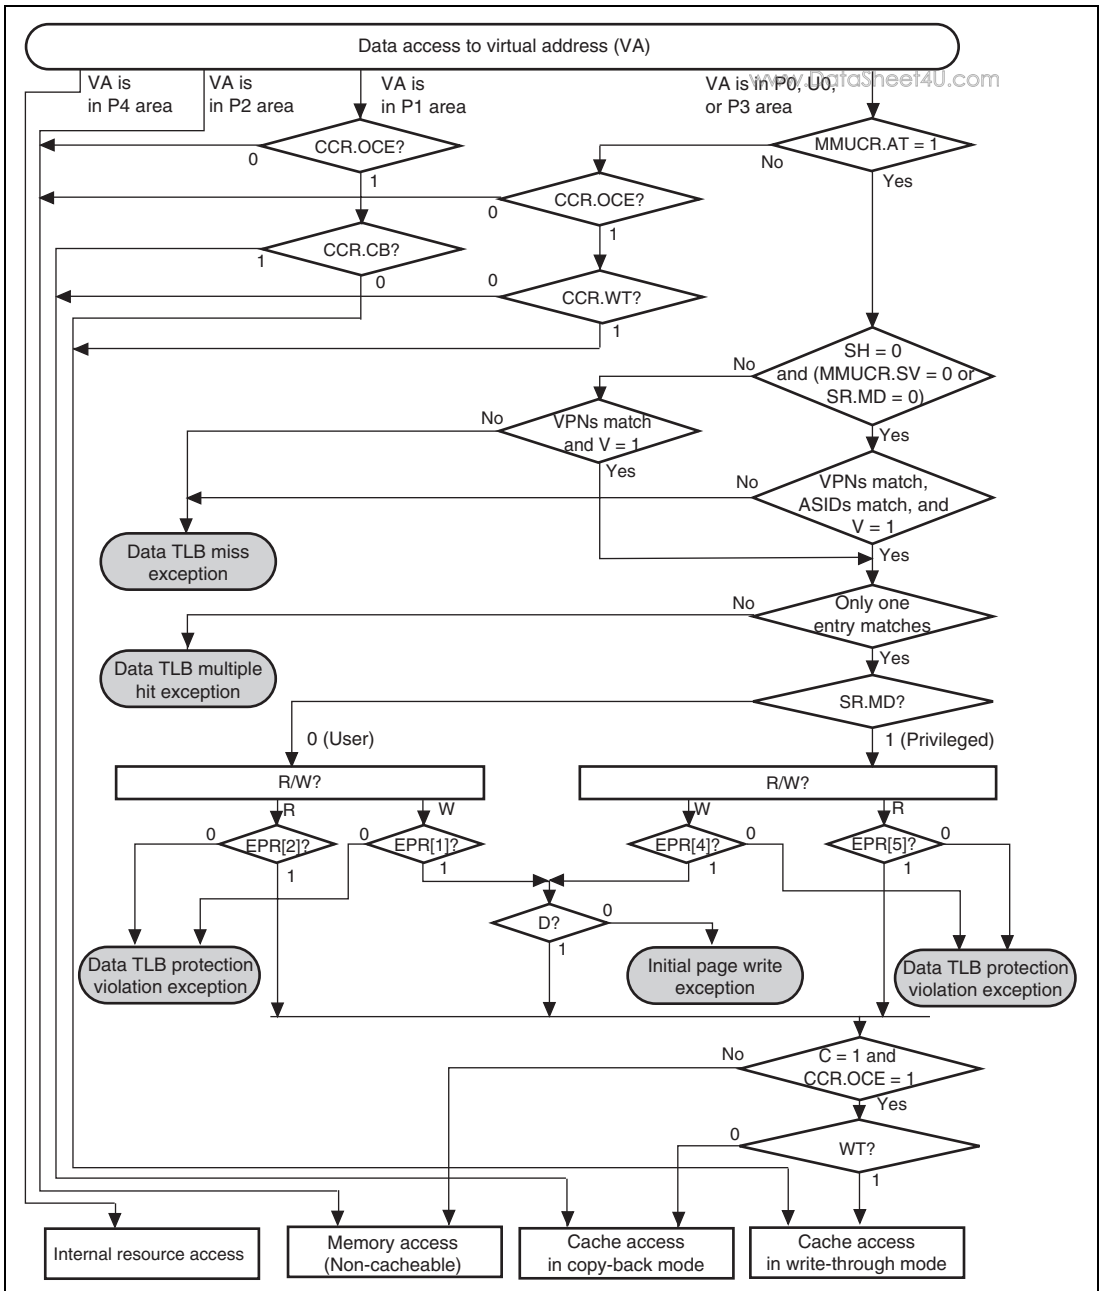 Data access to virtual address (VA)
www.DataSheet4U.com
VA is
in P4 area
VA is
in P2 area
VA is
in P1 area
VA is in P0, U0,
or P3 area
CCR.OCE?
0
1
MMUCR.AT = 1
No
Yes
CCR.OCE?
0
1
CCR.CB?
1
0
CCR.WT?
0
1
SH = 0
and (MMUCR.SV = 0 or
SR.MD = 0)
No
Yes
VPNs match
and V = 1
No
Yes
VPNs match,
ASIDs match, and
V = 1
No
Yes
Data TLB miss
exception
Only one
entry matches
No
Yes
Data TLB multiple
hit exception
SR.MD?
0 (User)
1 (Privileged)
R/W?
R/W?
R
W
W
R
0
EPR[2]?
1
0
EPR[1]?
1
EPR[4]?
0
1
EPR[5]?
0
1
D?
0
1
Data TLB protection
violation exception
Initial page write
exception
Data TLB protection
violation exception
C = 1 and
CCR.OCE = 1
No
Yes
WT?
0
1
Internal resource access
Memory access
(Non-cacheable)
Cache access
in copy-back mode
Cache access
in write-through mode